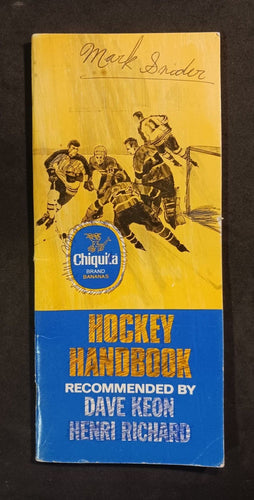 Mark Snider
Chiquita
BRAND
BANANAS
HOCKEY
HANDBOOK
RECOMMENDED BY
DAVE KEON
HENRI RICHARD